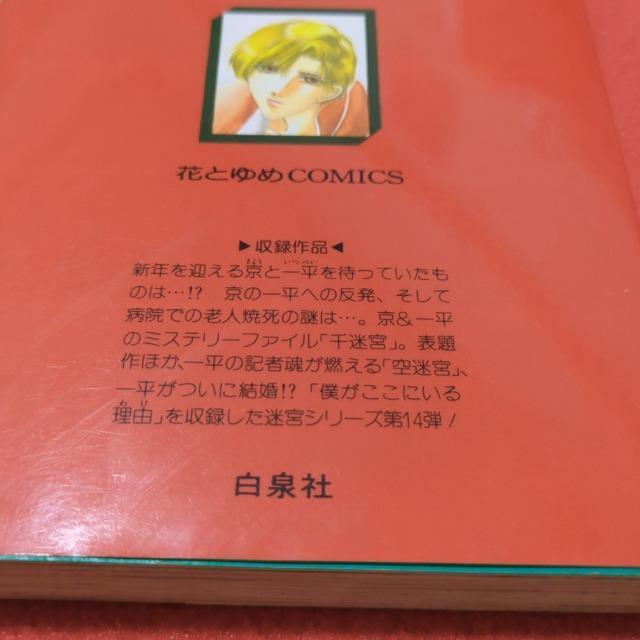 花とゆめCOMICS
▶収録作品◀
新年を迎える京と一平を待っていたも
のは…!? 京の一平への反発、そして
病院での老人焼死の謎は…。京&一平
のミステリーファイル「千迷宮」。表題
作ほか、一平の記者魂が燃える「空迷宮」、
一平がついに結婚!?「僕がここにいる
理由」を収録した迷宮シリーズ第14弾!
白泉社